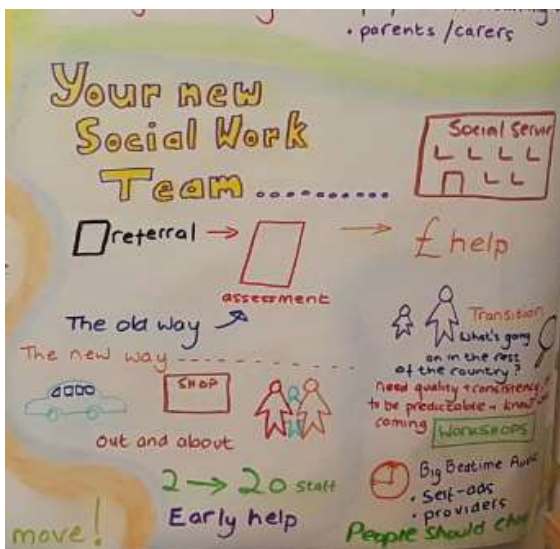 • parents/carers
Your new
Social Work
Team..........
Social
referral → assessment → £ help
The old way
The new way - - - - - - - - - - - -
SHOP
out and about
2 → 20 staff
Early help
move!
Transition
What's going
on in the rest
of the country?
need quality + consistency
to be predictable +
coming
WORKSHOPS
Big Bedtime
• self-ads
• providers
People should